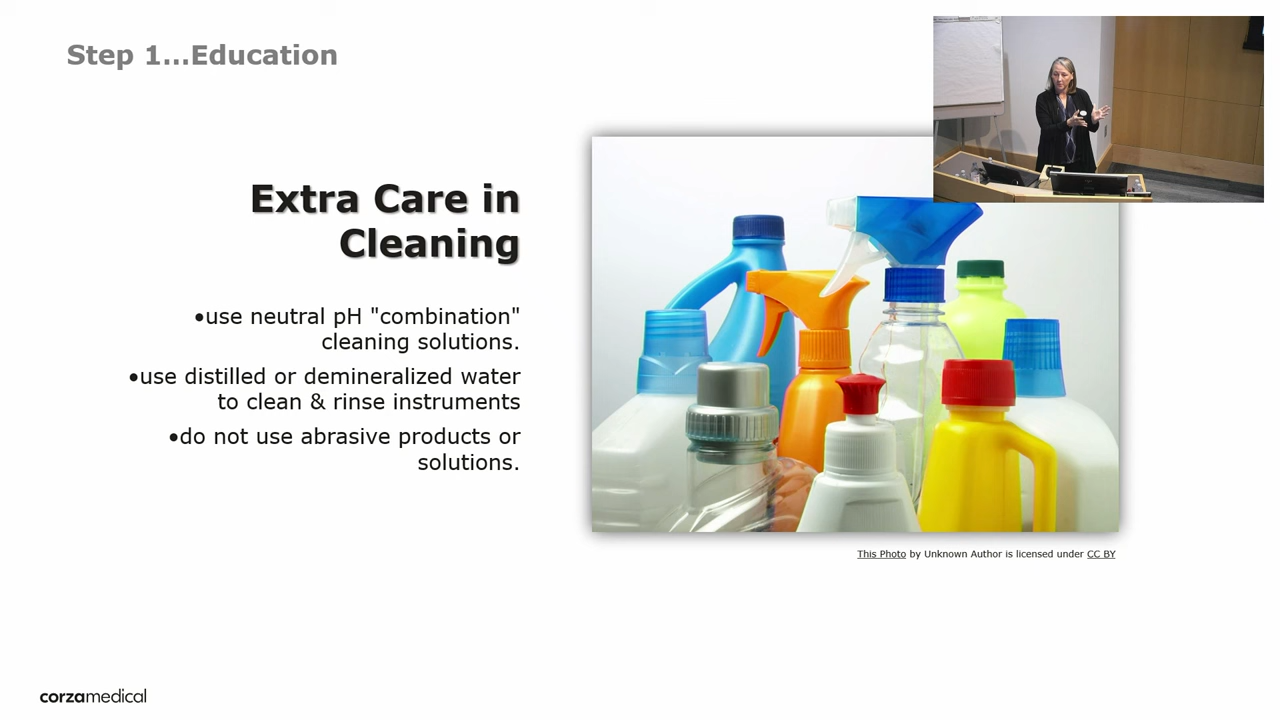 Step 1...Education
Extra Care in
Cleaning
•use neutral pH "combination"
cleaning solutions.
•use distilled or demineralized water
to clean & rinse instruments
•do not use abrasive products or
solutions.
This Photo by Unknown Author is licensed under CC BY
corzamedical